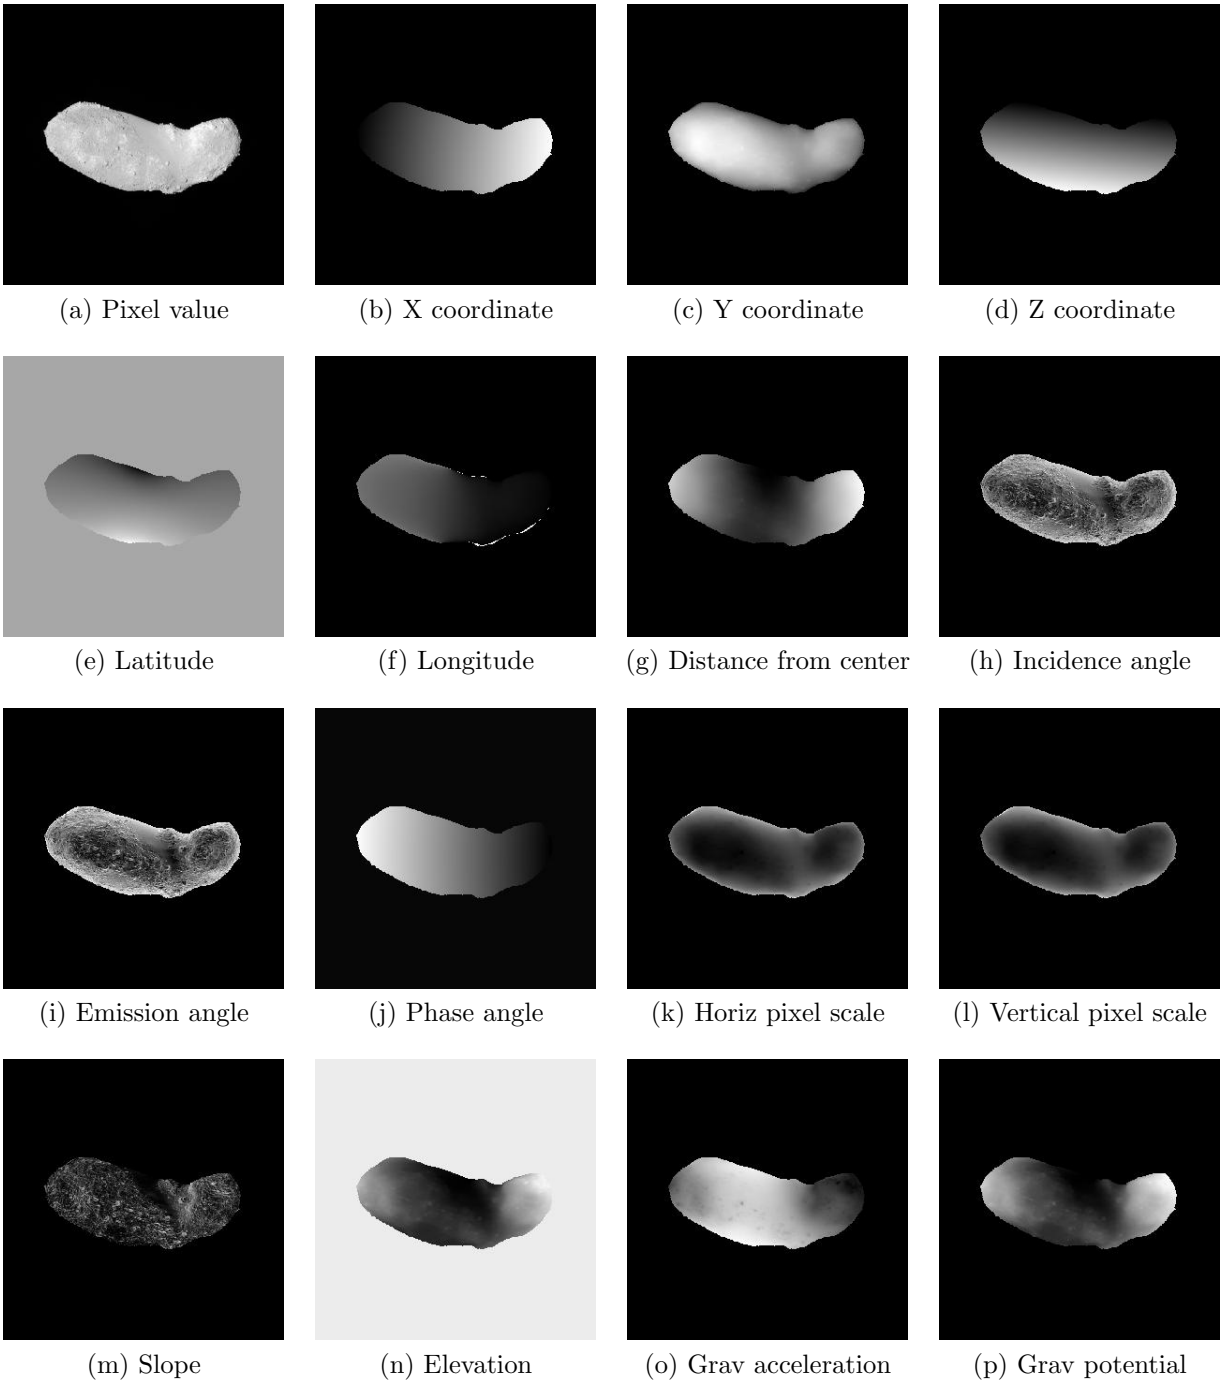 (a) Pixel value
(b) X coordinate
(c) Y coordinate
(d) Z coordinate
(e) Latitude
(f) Longitude
(g) Distance from center
(h) Incidence angle
(i) Emission angle
(j) Phase angle
(k) Horiz pixel scale
(l) Vertical pixel scale
(m) Slope
(n) Elevation
(o) Grav acceleration
(p) Grav potential